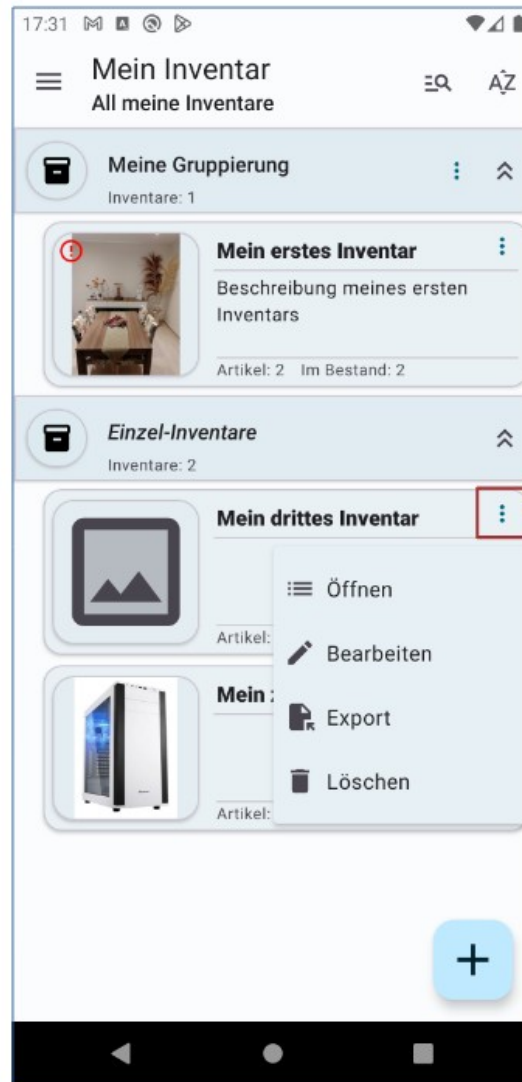 17:31
Mein Inventar
All meine Inventare
AZ
Meine Gruppierung
Inventare: 1
Mein erstes Inventar
Beschreibung meines ersten
Inventars
Artikel: 2 Im Bestand: 2
Einzel-Inventare
Inventare: 2
Mein drittes Inventar
Öffnen
Artikel:
Bearbeiten
Mein
Export
Löschen
Artikel: